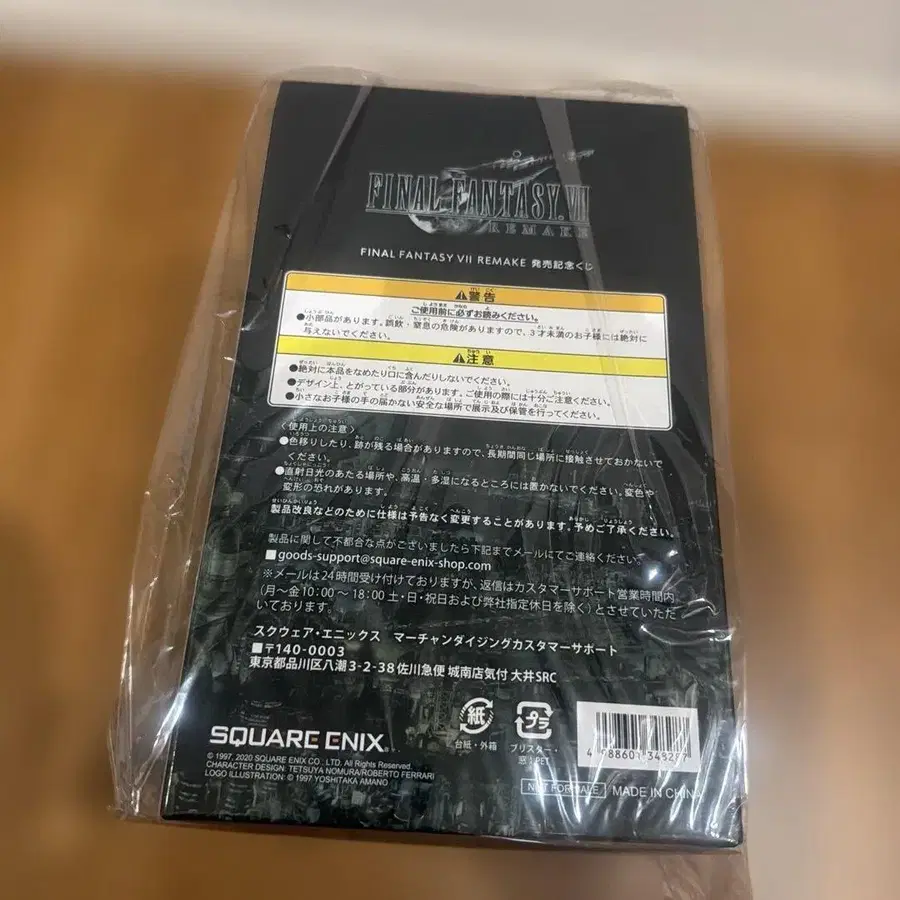 FINAL FANTASY VII
REMAKE
FINAL FANTASY VII REMAKE 発売記念くじ
⚠警告
ご使用前に必ずお読みください。
●小部品があります。誤飲・窒息の危険がありますので、3才未満のお子様には絶対に
与えないでください。
⚠注意
●絶対に本品をなめたり口に含んだりしないでください。
●デザイン上、とがっている部分があります。ご使用の際には十分ご注意ください。
●小さなお子様の手の届かない安全な場所で展示及び保管を行ってください。
〈使用上の注意〉
●色移りしたり、跡が残る場合がありますので、長期間同じ場所に接触させておかないで
ください。
●直射日光のあたる場所や、高温・多湿になるところには置かないでください。変色や
変形の恐れがあります。
製品改良などのために仕様は予告なく変更することがあります。予めご了承ください。
製品に関して不都合な点がございましたら下記までメールにてご連絡ください。
■goods-support@square-enix-shop.com
※メールは24時間受け付けておりますが、返信はカスタマーサポート営業時間内
(月〜金10:00〜18:00 土・日・祝日および弊社指定休日を除く)とさせていただ
いております。
スクウェア・エニックス マーチャンダイジングカスタマーサポート
■〒140-0003
東京都品川区八潮3-2-38 佐川急便 城南店気付 大井SRC
紙
台紙・外箱
プラ
ブリスター・
窓:PET
SQUARE ENIX
© 1997, 2020 SQUARE ENIX CO., LTD. All Rights Reserved.
CHARACTER DESIGN: TETSUYA NOMURA/ROBERTO FERRARI
LOGO ILLUSTRATION: © 1997 YOSHITAKA AMANO
NOT FOR SALE
MADE IN CHINA